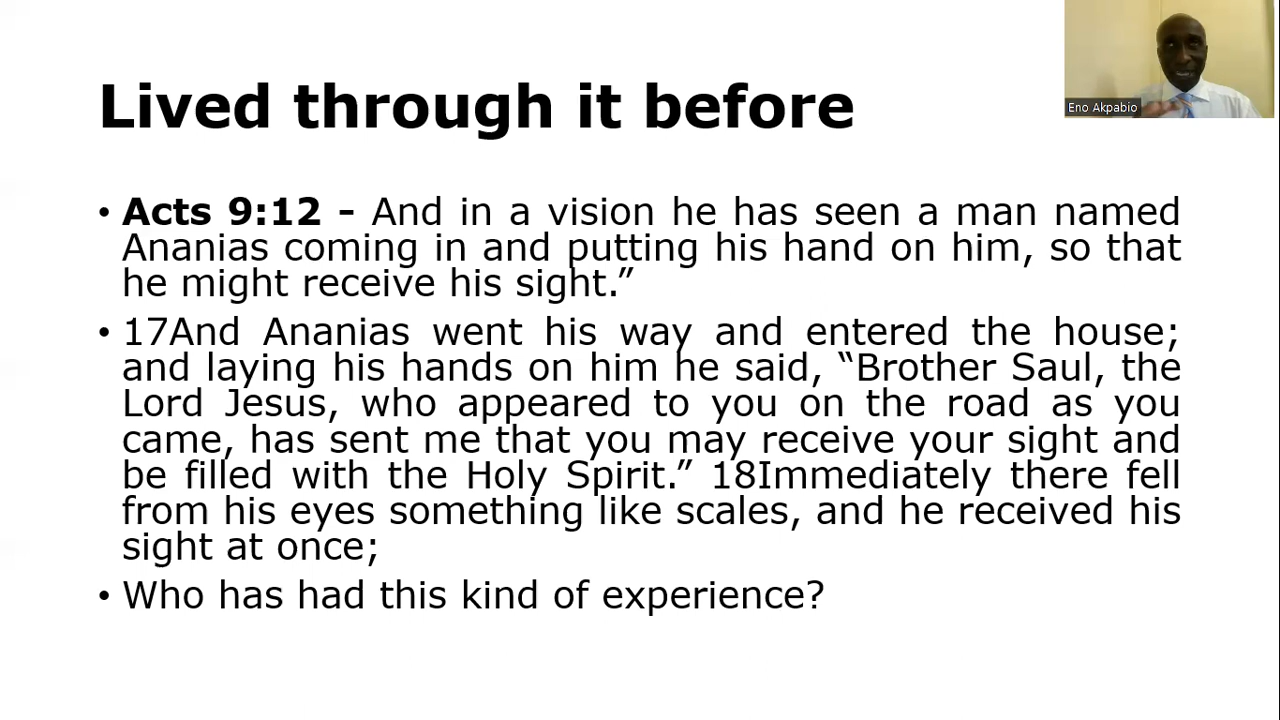 Lived through it before
Eno Akpabio
• Acts 9:12 - And in a vision he has seen a man named
Ananias coming in and putting his hand on him, so that
he might receive his sight.”
• 17And Ananias went his way and entered the house;
and laying his hands on him he said, “Brother Saul, the
Lord Jesus, who appeared to you on the road as you
came, has sent me that you may receive your sight and
be filled with the Holy Spirit.” 18Immediately there fell
from his eyes something like scales, and he received his
sight at once;
• Who has had this kind of experience?